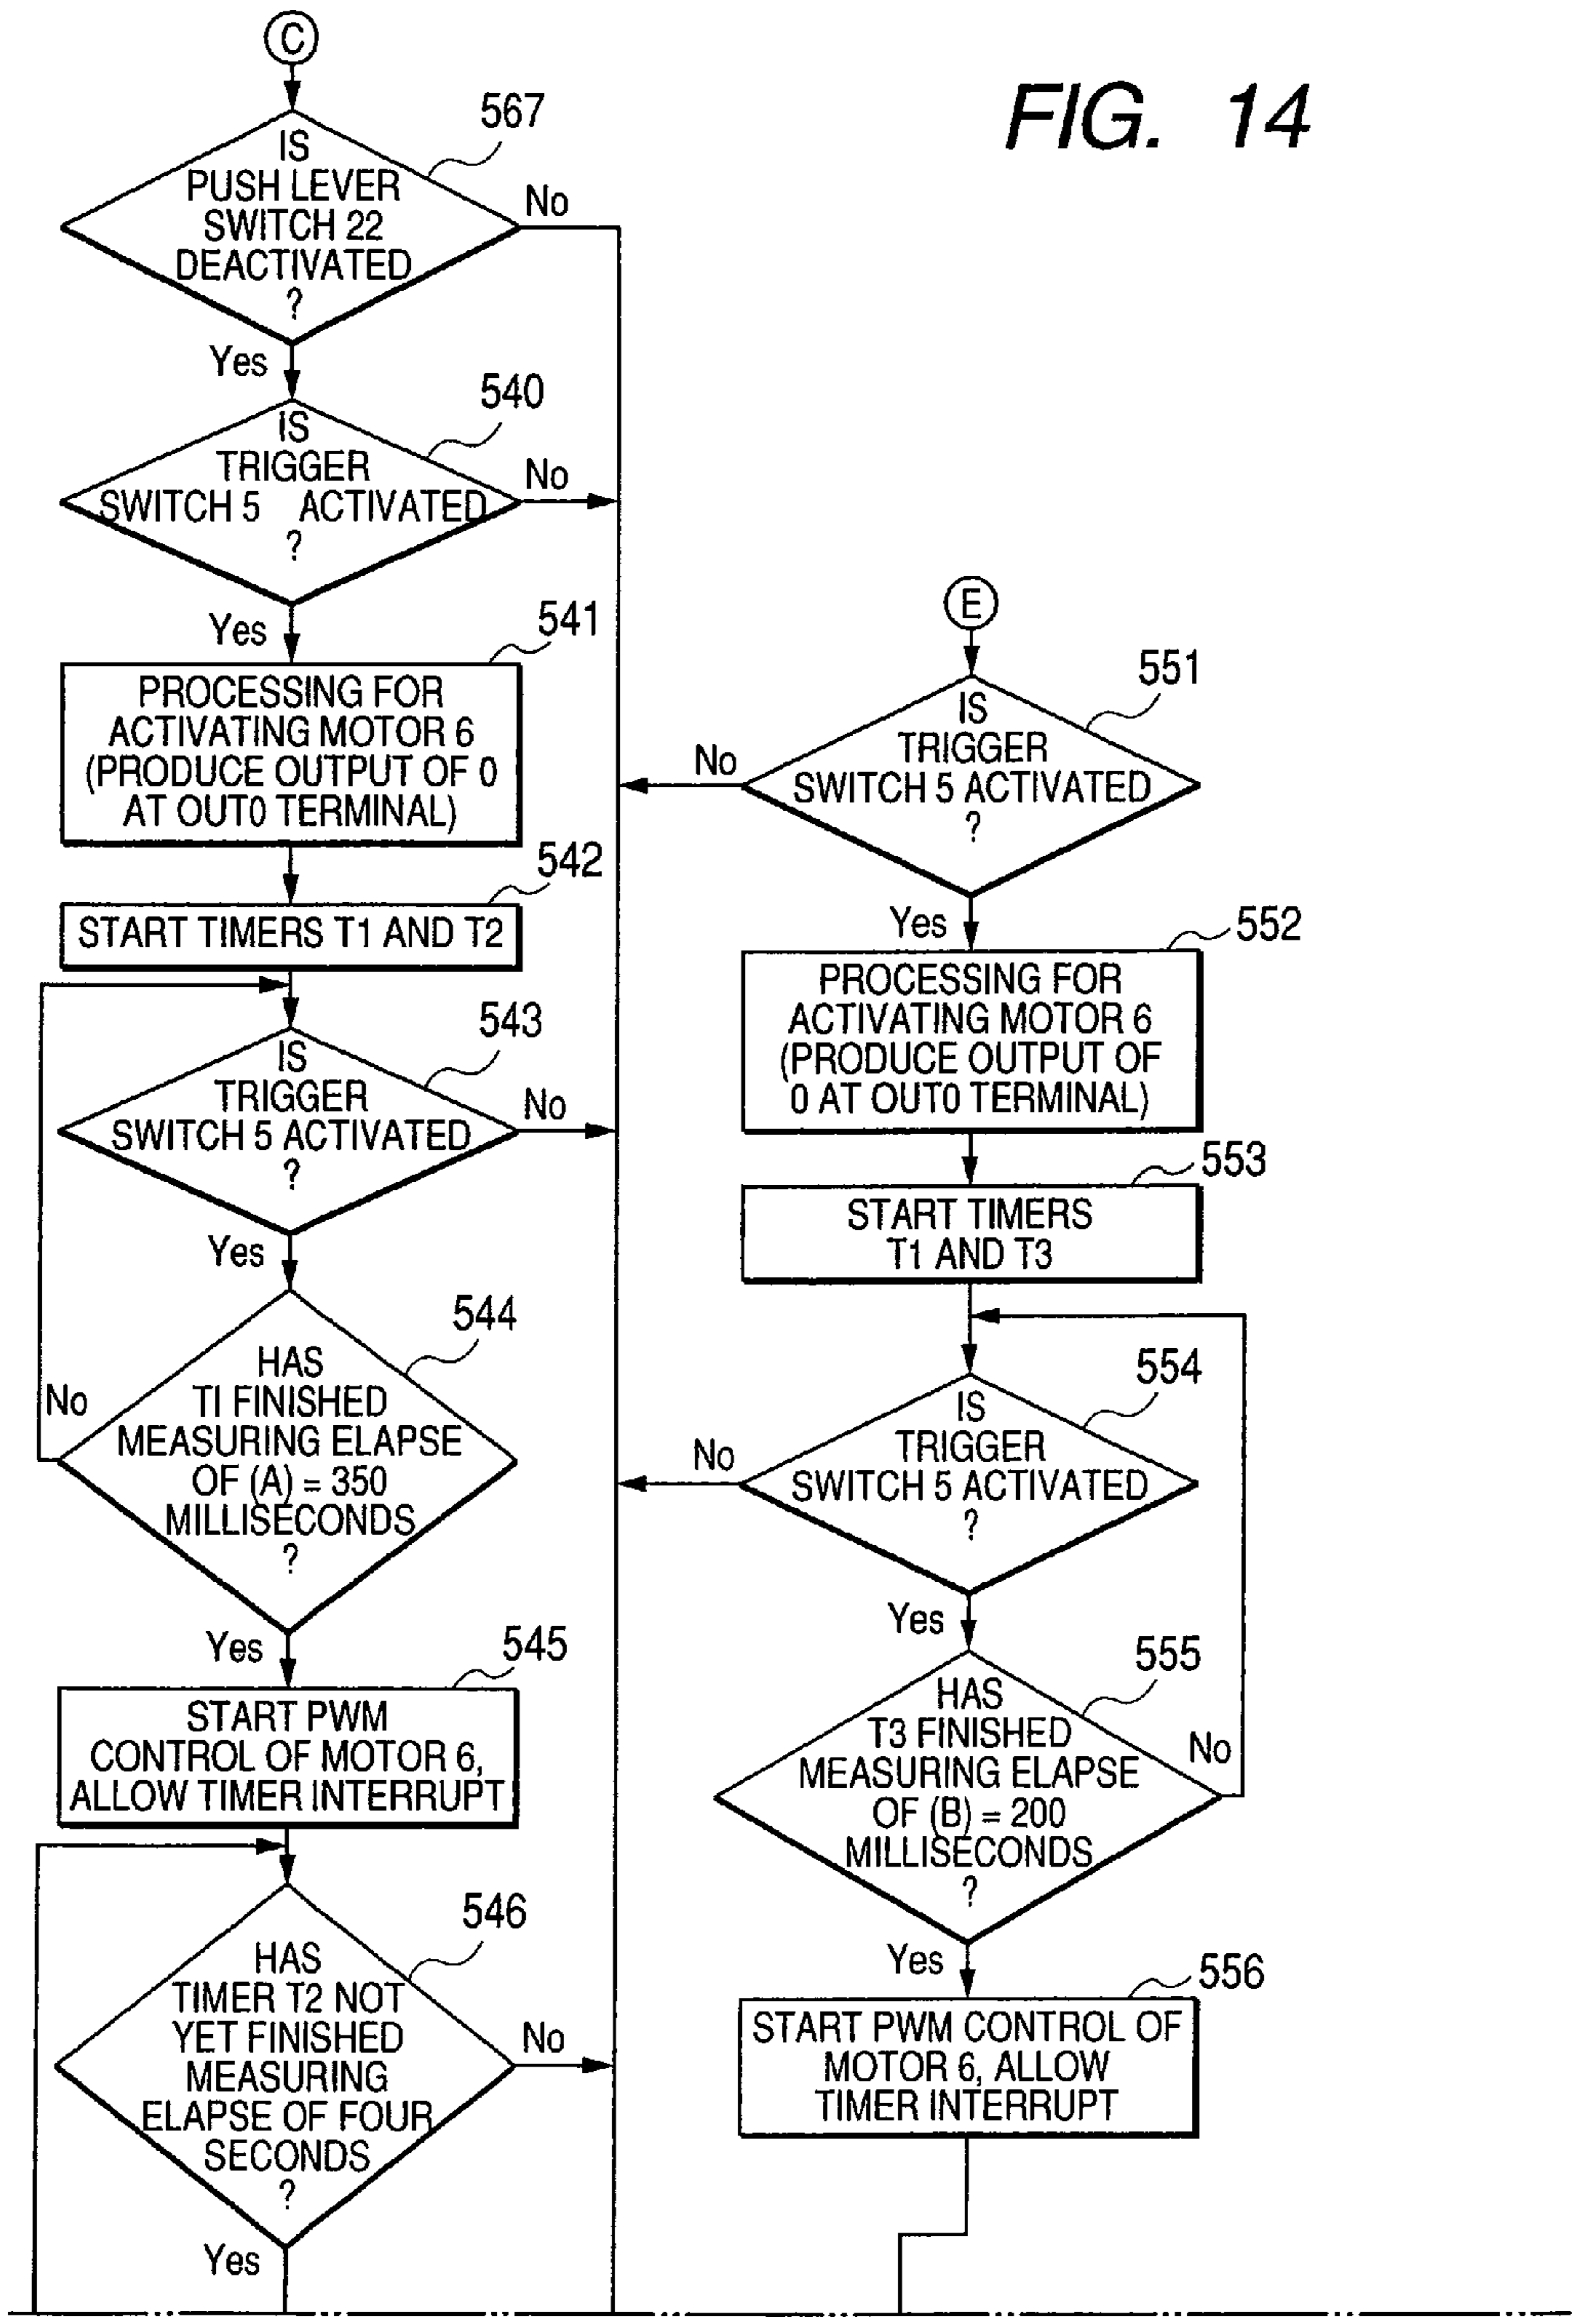 FIG. 14
C
567
IS
PUSH LEVER
SWITCH 22
DEACTIVATED
?
No
Yes
540
IS
TRIGGER
SWITCH 5 ACTIVATED
?
No
Yes
541
PROCESSING FOR
ACTIVATING MOTOR 6
(PRODUCE OUTPUT OF 0
AT OUT0 TERMINAL)
542
START TIMERS T1 AND T2
543
IS
TRIGGER
SWITCH 5 ACTIVATED
?
No
Yes
544
HAS
TI FINISHED
MEASURING ELAPSE
OF (A) = 350
MILLISECONDS
?
No
Yes
545
START PWM
CONTROL OF MOTOR 6,
ALLOW TIMER INTERRUPT
546
HAS
TIMER T2 NOT
YET FINISHED
MEASURING
ELAPSE OF FOUR
SECONDS
?
No
Yes
E
551
IS
TRIGGER
SWITCH 5 ACTIVATED
?
No
Yes
552
PROCESSING FOR
ACTIVATING MOTOR 6
(PRODUCE OUTPUT OF
0 AT OUT0 TERMINAL)
553
START TIMERS
T1 AND T3
554
IS
TRIGGER
SWITCH 5 ACTIVATED
?
No
Yes
555
HAS
T3 FINISHED
MEASURING ELAPSE
OF (B) = 200
MILLISECONDS
?
No
Yes
556
START PWM CONTROL OF
MOTOR 6, ALLOW
TIMER INTERRUPT